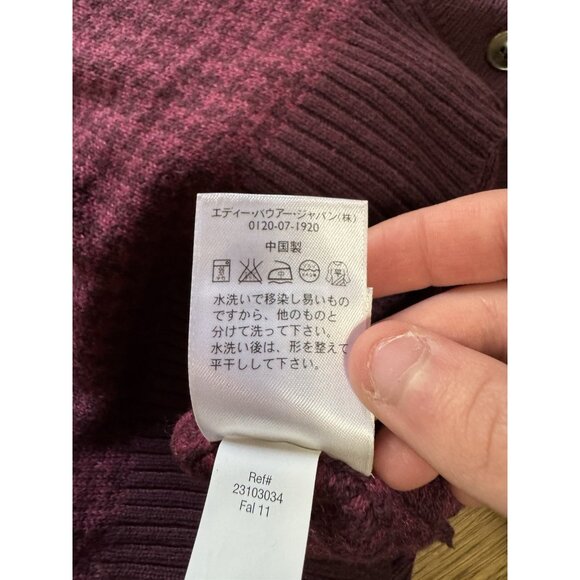 エディー・バウアー・ジャパン(株)
0120-07-1920
中国製
中
水洗いで移染し易いもの
ですから、他のものと
分けて洗って下さい。
水洗い後は、形を整えて
平干しして下さい。
Ref#
23103034
Fal 11